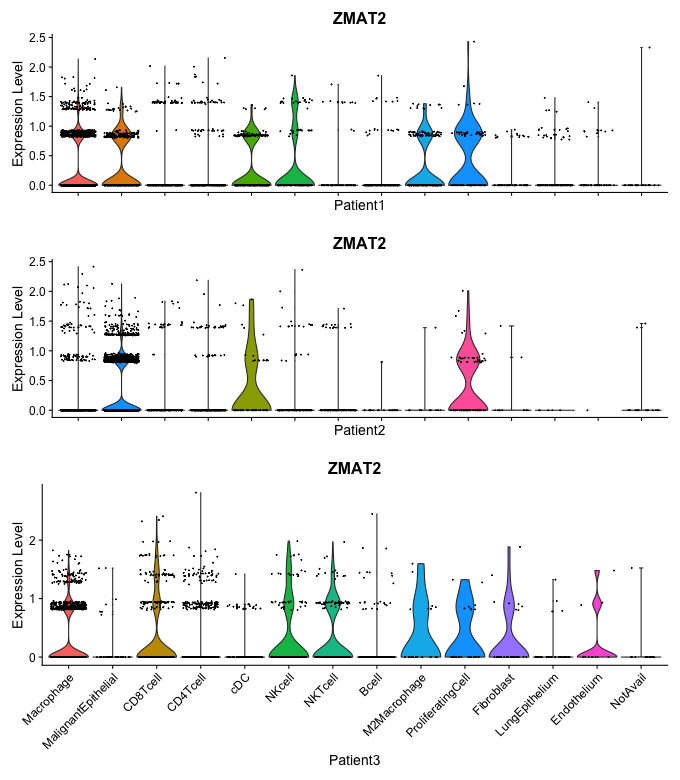 ZMAT2
Expression Level
2.5
2.0
1.5
1.0
0.5
0.0
Patient1
ZMAT2
Expression Level
2.5
2.0
1.5
1.0
0.5
0.0
Patient2
ZMAT2
Expression Level
2
1
0
Macrophage
MalignantEpithelial
CD8Tcell
CD4Tcell
cDC
NKcell
NKTcell
Bcell
M2Macrophage
ProliferatingCell
Fibroblast
LungEpithelium
Endothelium
NotAvail
Patient3